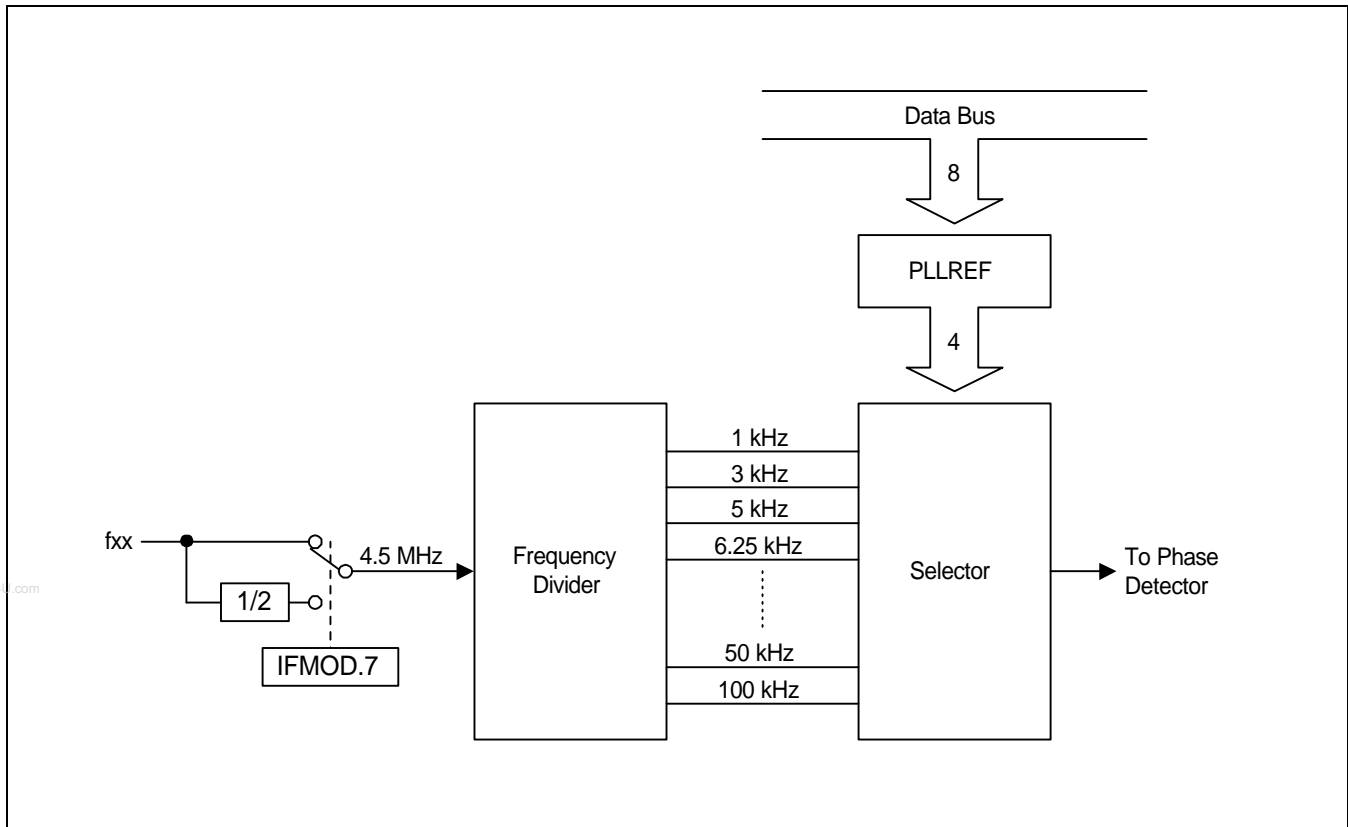 Data Bus
8
PLLREF
4
1 kHz
3 kHz
5 kHz
6.25 kHz
50 kHz
100 kHz
fxx
4.5 MHz
1/2
IFMOD.7
Frequency
Divider
Selector
To Phase
Detector
U.com